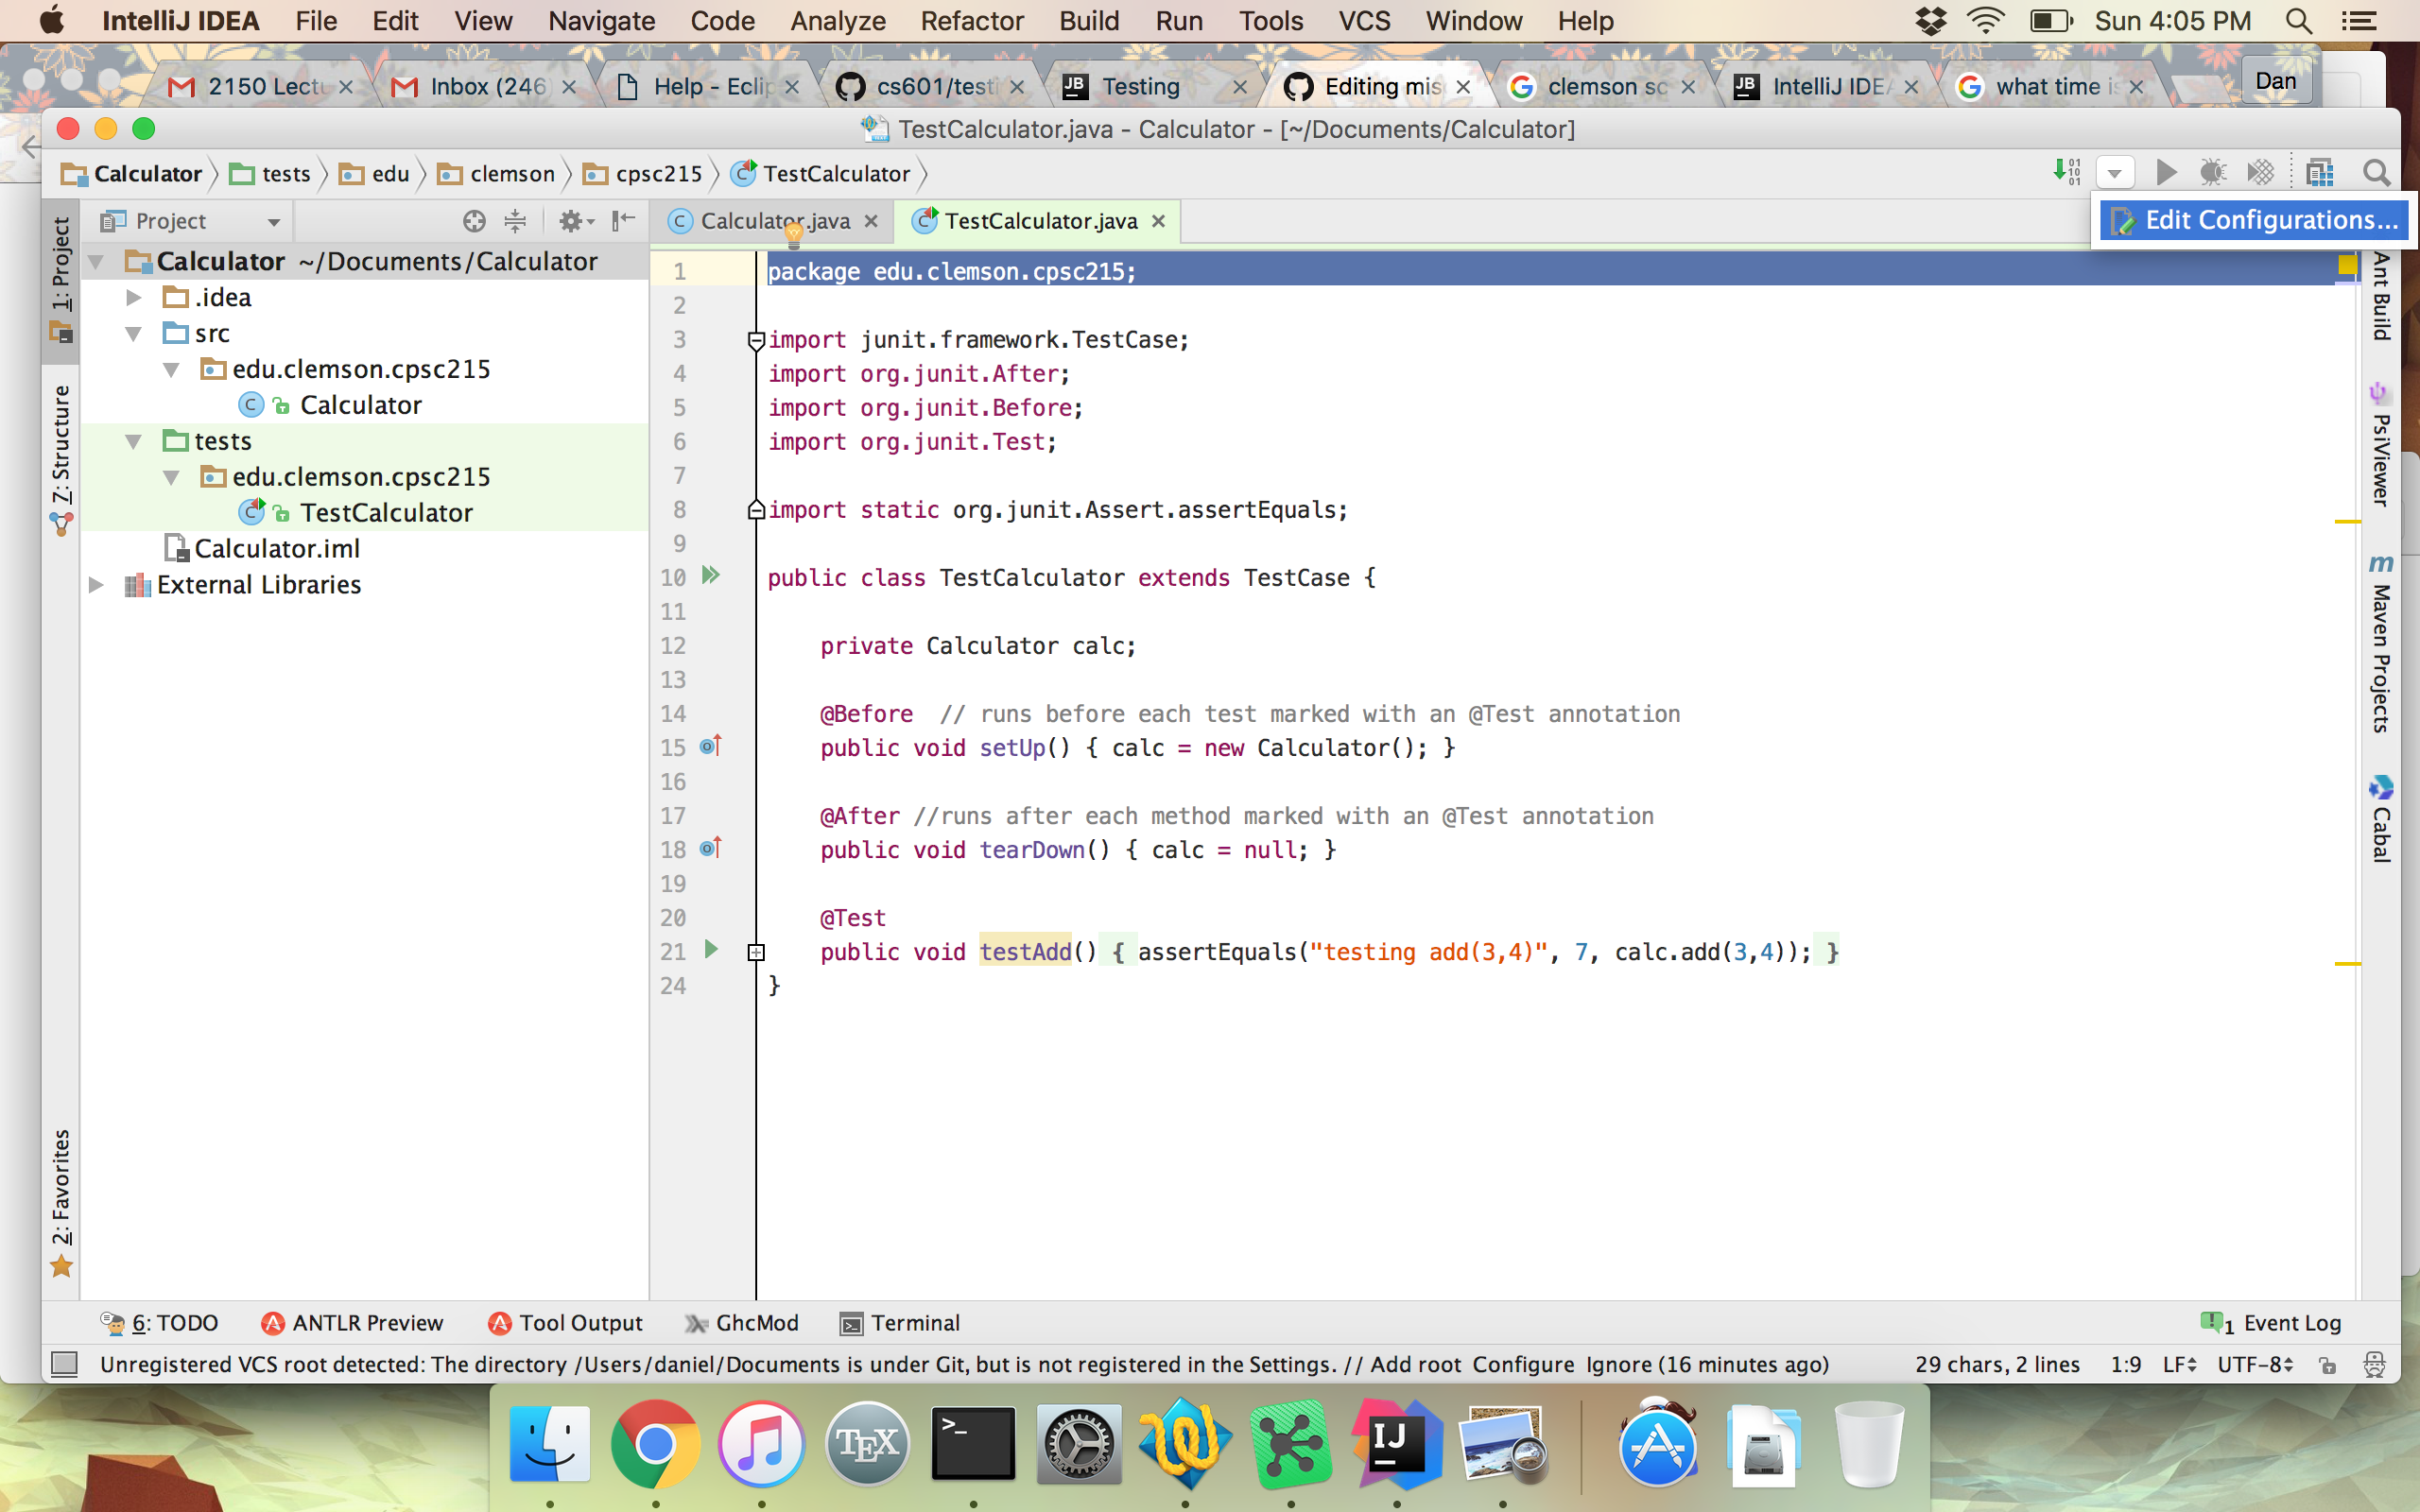 IntelliJ IDEA File Edit View Navigate Code Analyze Refactor Build Run Tools VCS Window Help Sun 4:05 PM
2150 Lectu Inbox (246 Help - Eclip cs601/testi Testing Editing mis clemson sc IntelliJ IDEA what time is Dan
TestCalculator.java - Calculator - [~/Documents/Calculator]
Calculator tests edu clemson cpsc215 TestCalculator
Project
Calculator.java TestCalculator.java
Edit Configurations...
1: Project
7: Structure
2: Favorites
Calculator ~/Documents/Calculator
.idea
src
edu.clemson.cpsc215
Calculator
tests
edu.clemson.cpsc215
TestCalculator
Calculator.iml
External Libraries
1 package edu.clemson.cpsc215;
2
3 import junit.framework.TestCase;
4 import org.junit.After;
5 import org.junit.Before;
6 import org.junit.Test;
7
8 import static org.junit.Assert.assertEquals;
9
10 public class TestCalculator extends TestCase {
11
12 private Calculator calc;
13
14 @Before // runs before each test marked with an @Test annotation
15 public void setUp() { calc = new Calculator(); }
16
17 @After //runs after each method marked with an @Test annotation
18 public void tearDown() { calc = null; }
19
20 @Test
21 public void testAdd() { assertEquals("testing add(3,4)", 7, calc.add(3,4)); }
24 }
Ant Build
PsiViewer
Maven Projects
Cabal
6: TODO ANTLR Preview Tool Output GhcMod Terminal 1 Event Log
Unregistered VCS root detected: The directory /Users/daniel/Documents is under Git, but is not registered in the Settings. // Add root Configure Ignore (16 minutes ago) 29 chars, 2 lines 1:9 LF UTF-8
TEX
>_
IJ